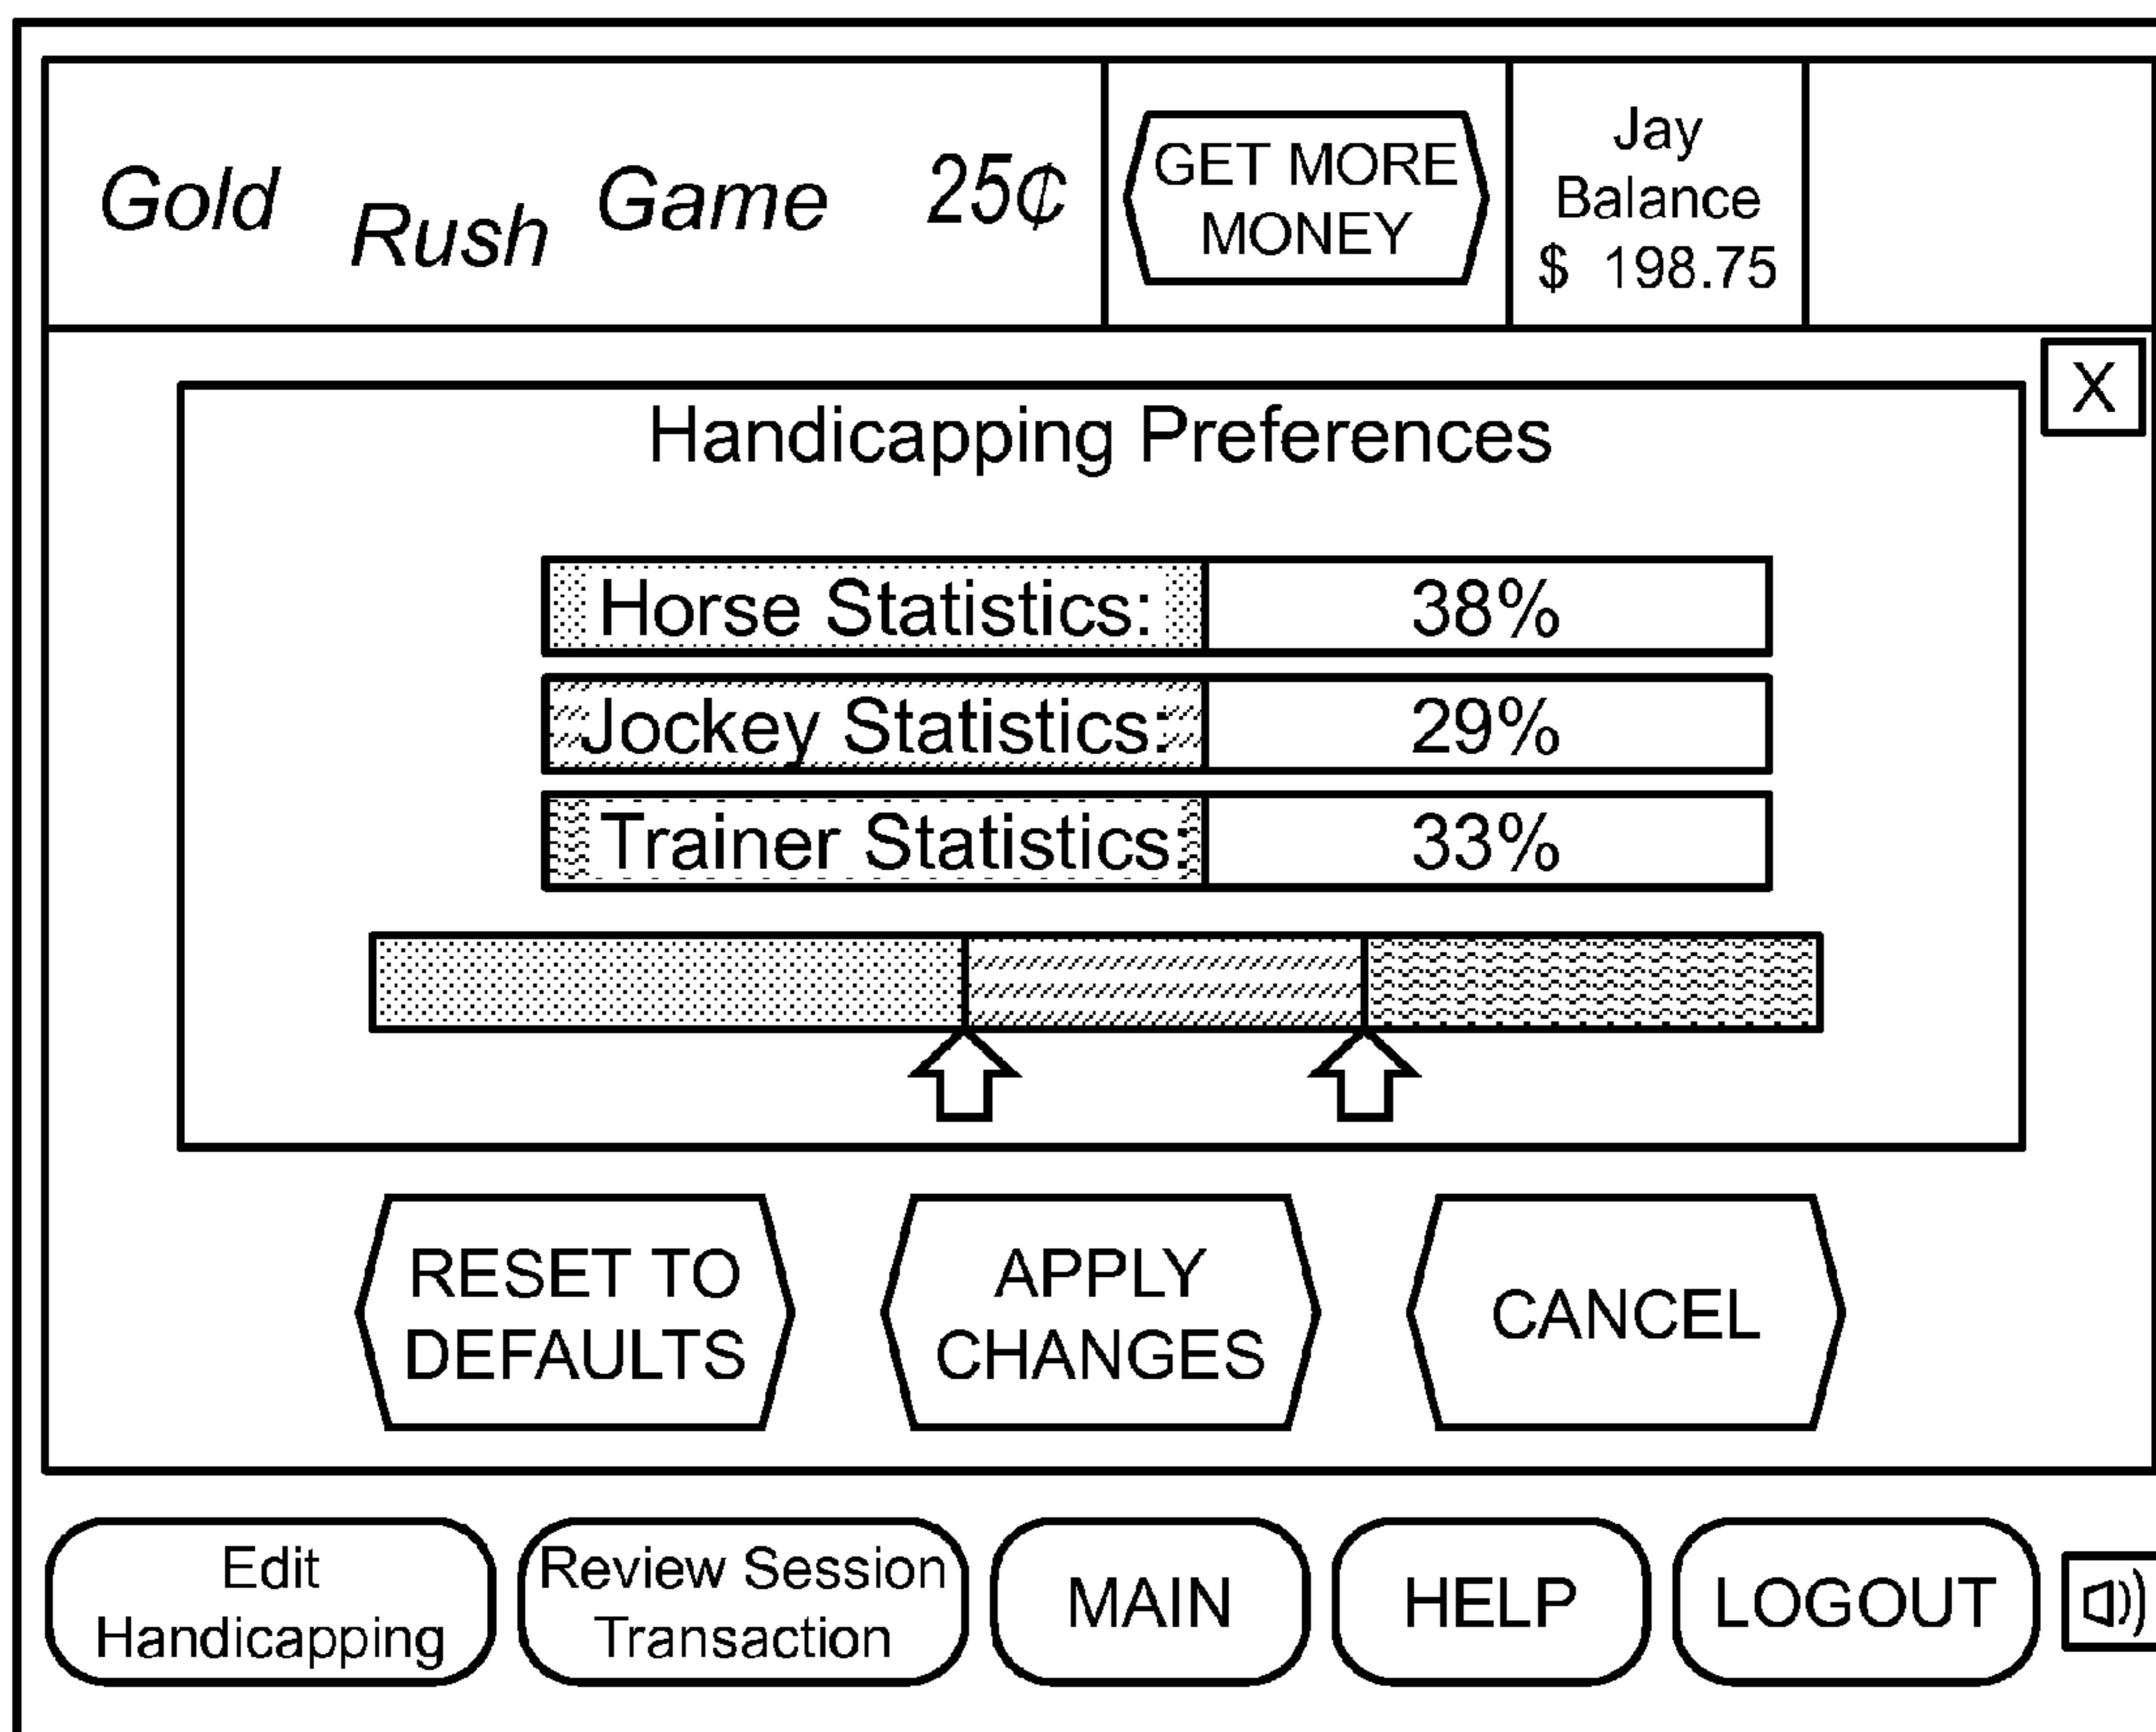 Gold Rush Game 25¢
GET MORE
MONEY
Jay
Balance
$ 198.75
X
Handicapping Preferences
Horse Statistics: 38%
Jockey Statistics: 29%
Trainer Statistics: 33%
RESET TO
DEFAULTS
APPLY
CHANGES
CANCEL
Edit
Handicapping
Review Session
Transaction
MAIN
HELP
LOGOUT